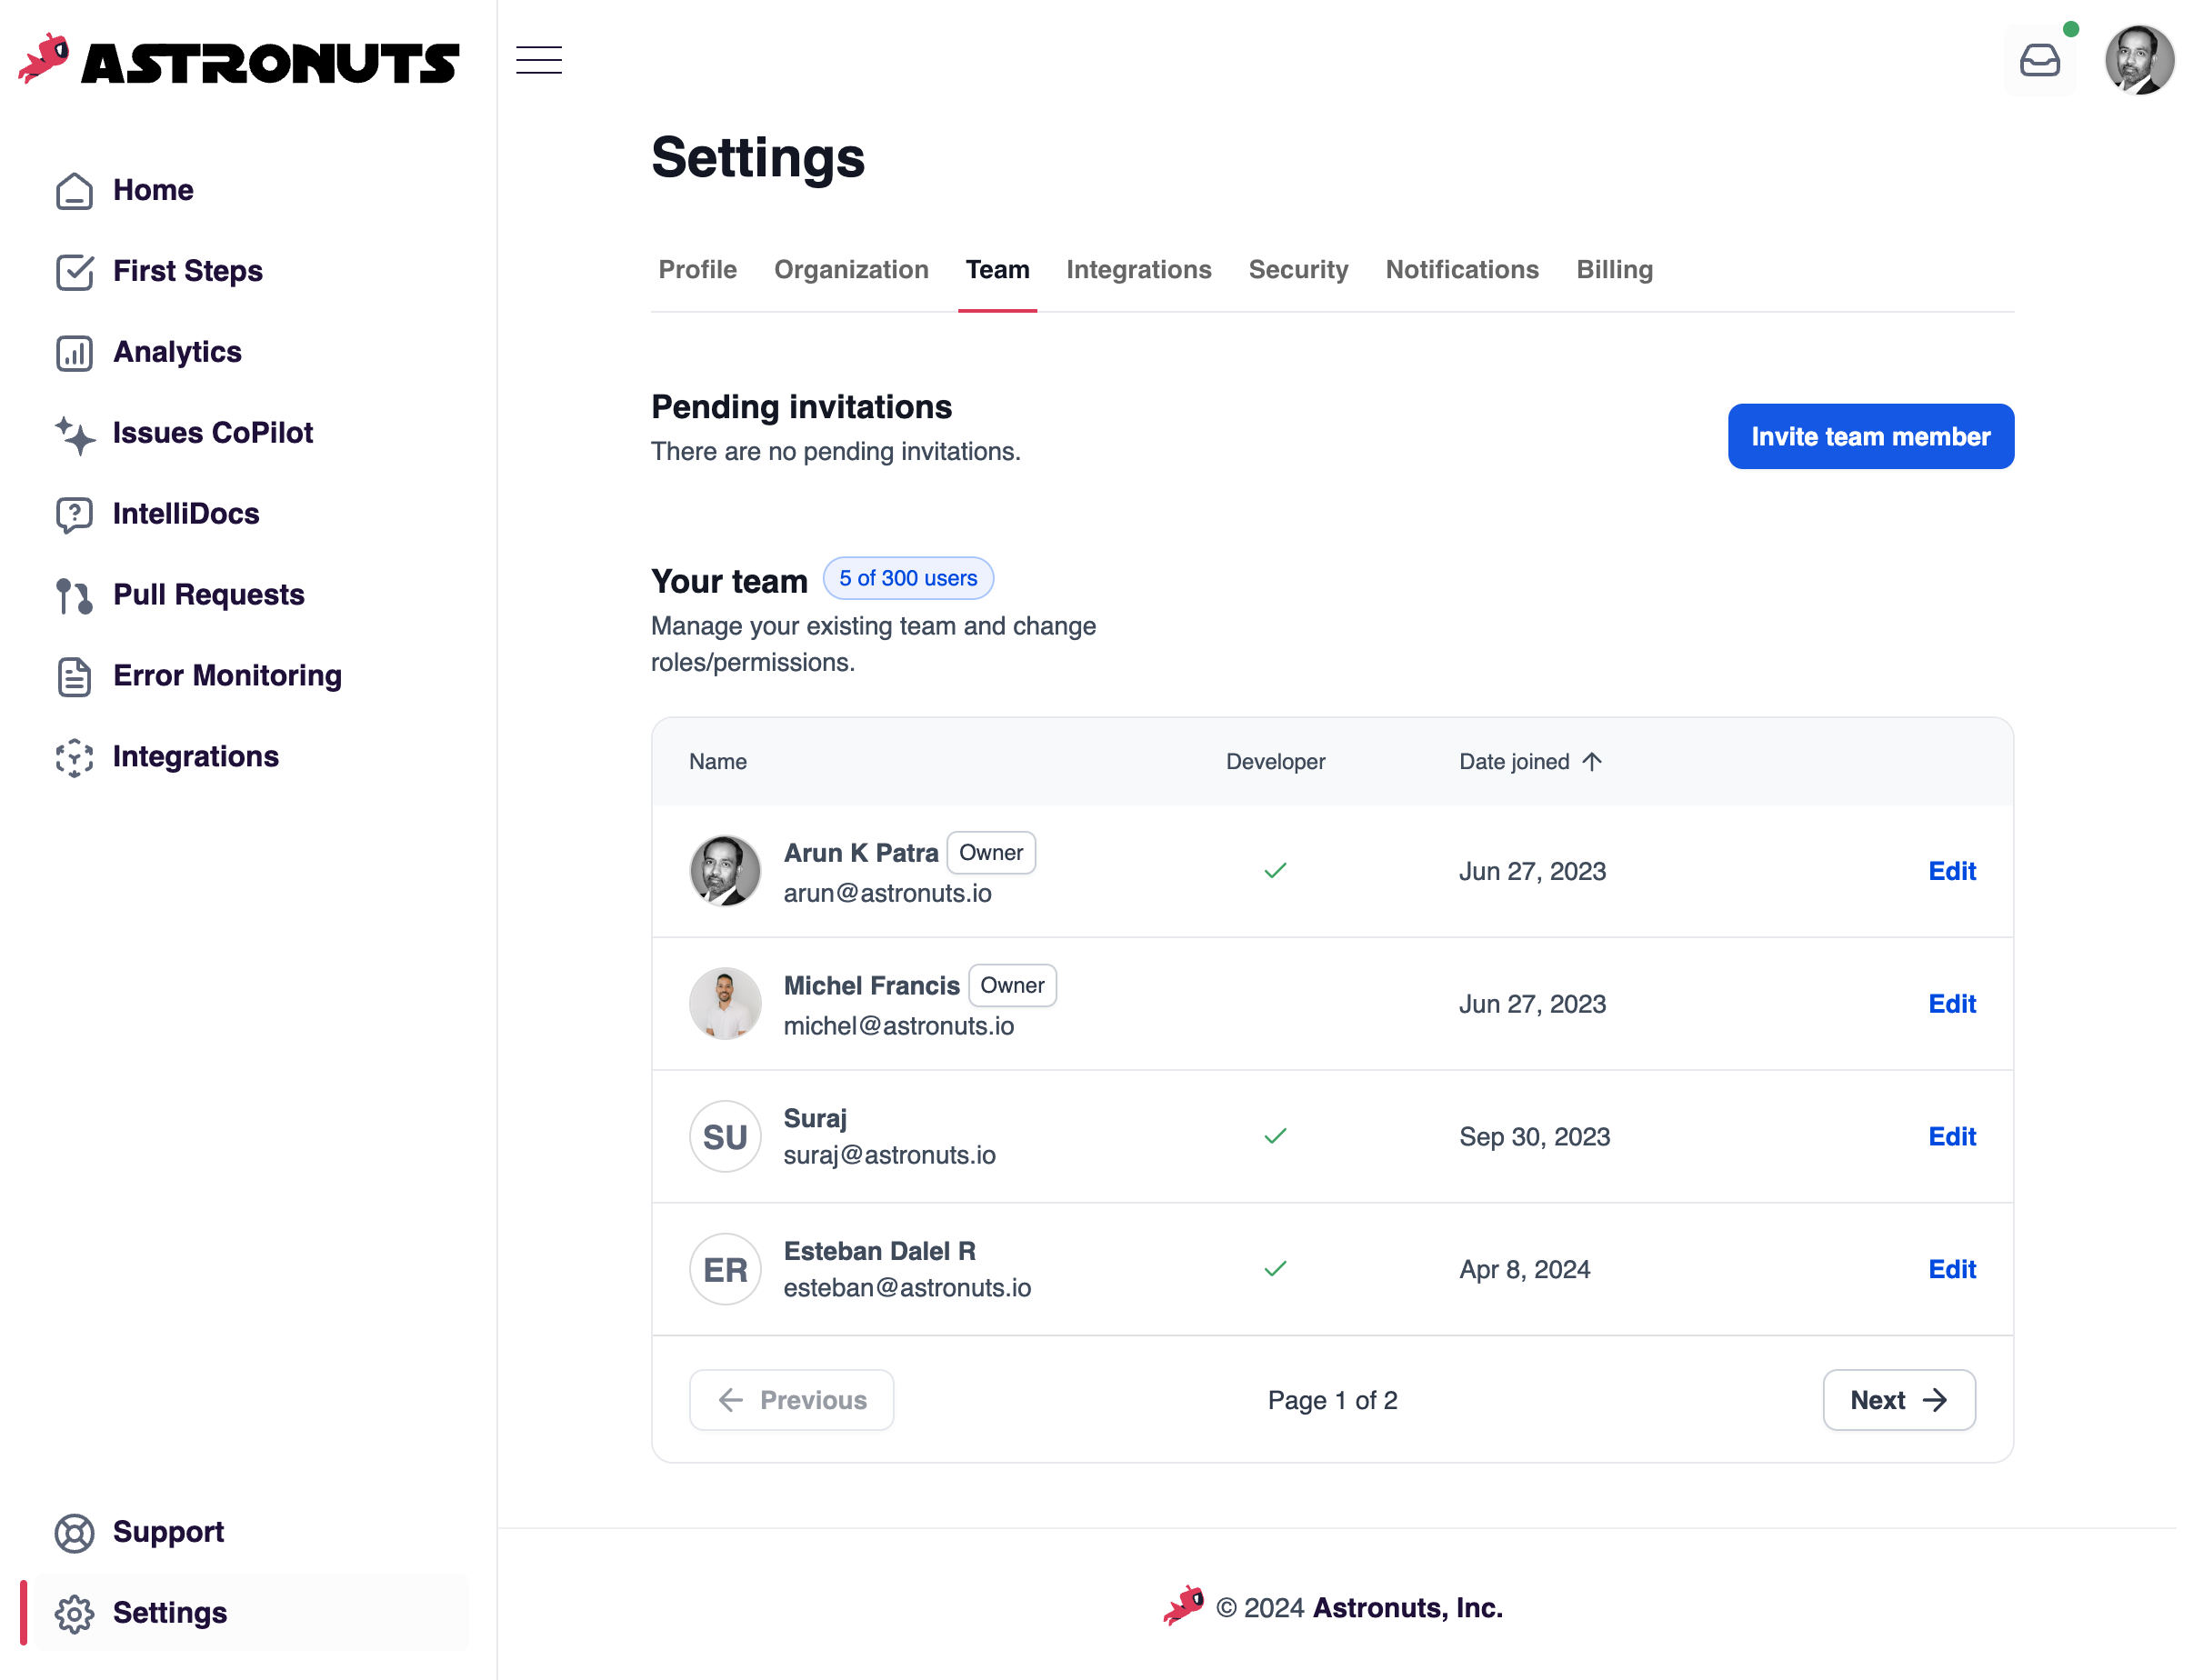 ASTRONUTS
Home
First Steps
Analytics
Issues CoPilot
IntelliDocs
Pull Requests
Error Monitoring
Integrations
Support
Settings
Settings
Profile Organization Team Integrations Security Notifications Billing
Pending invitations
There are no pending invitations.
Invite team member
Your team 5 of 300 users
Manage your existing team and change
roles/permissions.
Name Developer Date joined
Arun K Patra Owner
arun@astronuts.io
Jun 27, 2023 Edit
Michel Francis Owner
michel@astronuts.io
Jun 27, 2023 Edit
SU
Suraj
suraj@astronuts.io
Sep 30, 2023 Edit
ER
Esteban Dalel R
esteban@astronuts.io
Apr 8, 2024 Edit
Previous Page 1 of 2 Next
© 2024 Astronuts, Inc.